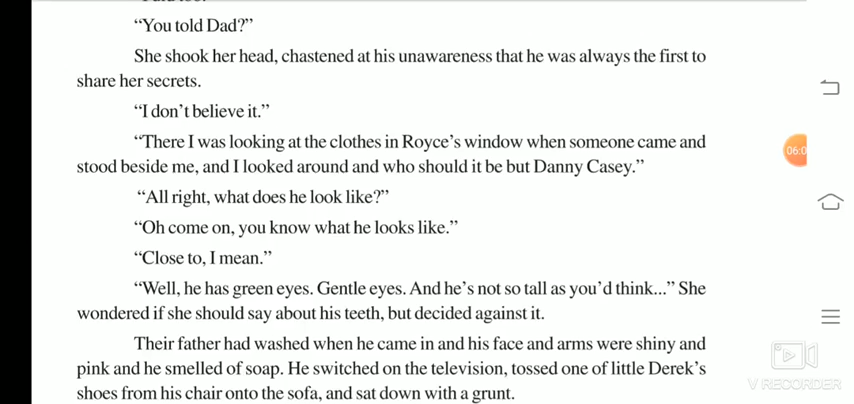 “You told Dad?”
She shook her head, chastened at his unawareness that he was always the first to
share her secrets.
“I don’t believe it.”
“There I was looking at the clothes in Royce’s window when someone came and
stood beside me, and I looked around and who should it be but Danny Casey.”
“All right, what does he look like?”
“Oh come on, you know what he looks like.”
“Close to, I mean.”
“Well, he has green eyes. Gentle eyes. And he’s not so tall as you’d think...” She
wondered if she should say about his teeth, but decided against it.
Their father had washed when he came in and his face and arms were shiny and
pink and he smelled of soap. He switched on the television, tossed one of little Derek’s
shoes from his chair onto the sofa, and sat down with a grunt.
06:0
V RECORDER